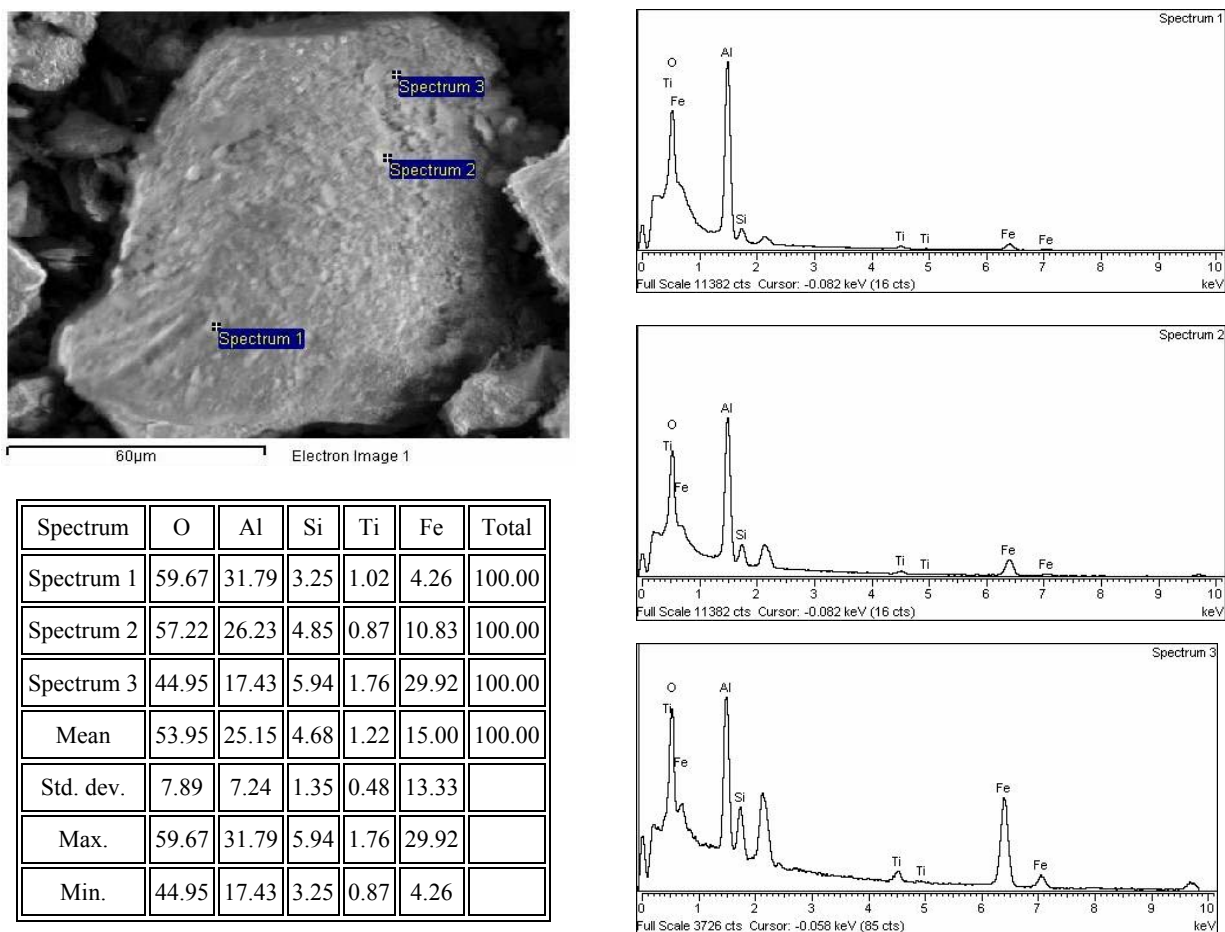 Spectrum 3
Spectrum 2
Spectrum 1
60µm Electron Image 1
Spectrum O Al Si Ti Fe Total
Spectrum 1 59.67 31.79 3.25 1.02 4.26 100.00
Spectrum 2 57.22 26.23 4.85 0.87 10.83 100.00
Spectrum 3 44.95 17.43 5.94 1.76 29.92 100.00
Mean 53.95 25.15 4.68 1.22 15.00 100.00
Std. dev. 7.89 7.24 1.35 0.48 13.33
Max. 59.67 31.79 5.94 1.76 29.92
Min. 44.95 17.43 3.25 0.87 4.26
Spectrum 1
Al
O
Ti
Fe
Si
Ti Ti Fe Fe
0 1 2 3 4 5 6 7 8 9 10
Full Scale 11382 cts Cursor: -0.082 keV (16 cts) keV
Spectrum 2
Al
O
Ti
Fe
Si
Ti Ti Fe Fe
0 1 2 3 4 5 6 7 8 9 10
Full Scale 11382 cts Cursor: -0.082 keV (16 cts) keV
Spectrum 3
O Al
Ti
Fe
Fe
Si
Ti Ti Fe
0 1 2 3 4 5 6 7 8 9 10
Full Scale 3726 cts Cursor: -0.058 keV (85 cts) keV